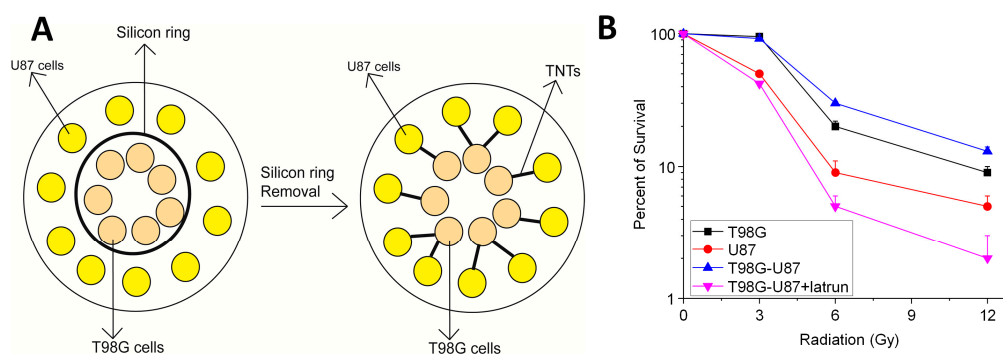 A
Silicon ring
U87 cells
T98G cells
Silicon ring
Removal
U87 cells
TNTs
T98G cells
B
Percent of Survival
100
10
1
T98G
U87
T98G-U87
T98G-U87+latrun
0
3
6
9
12
Radiation (Gy)